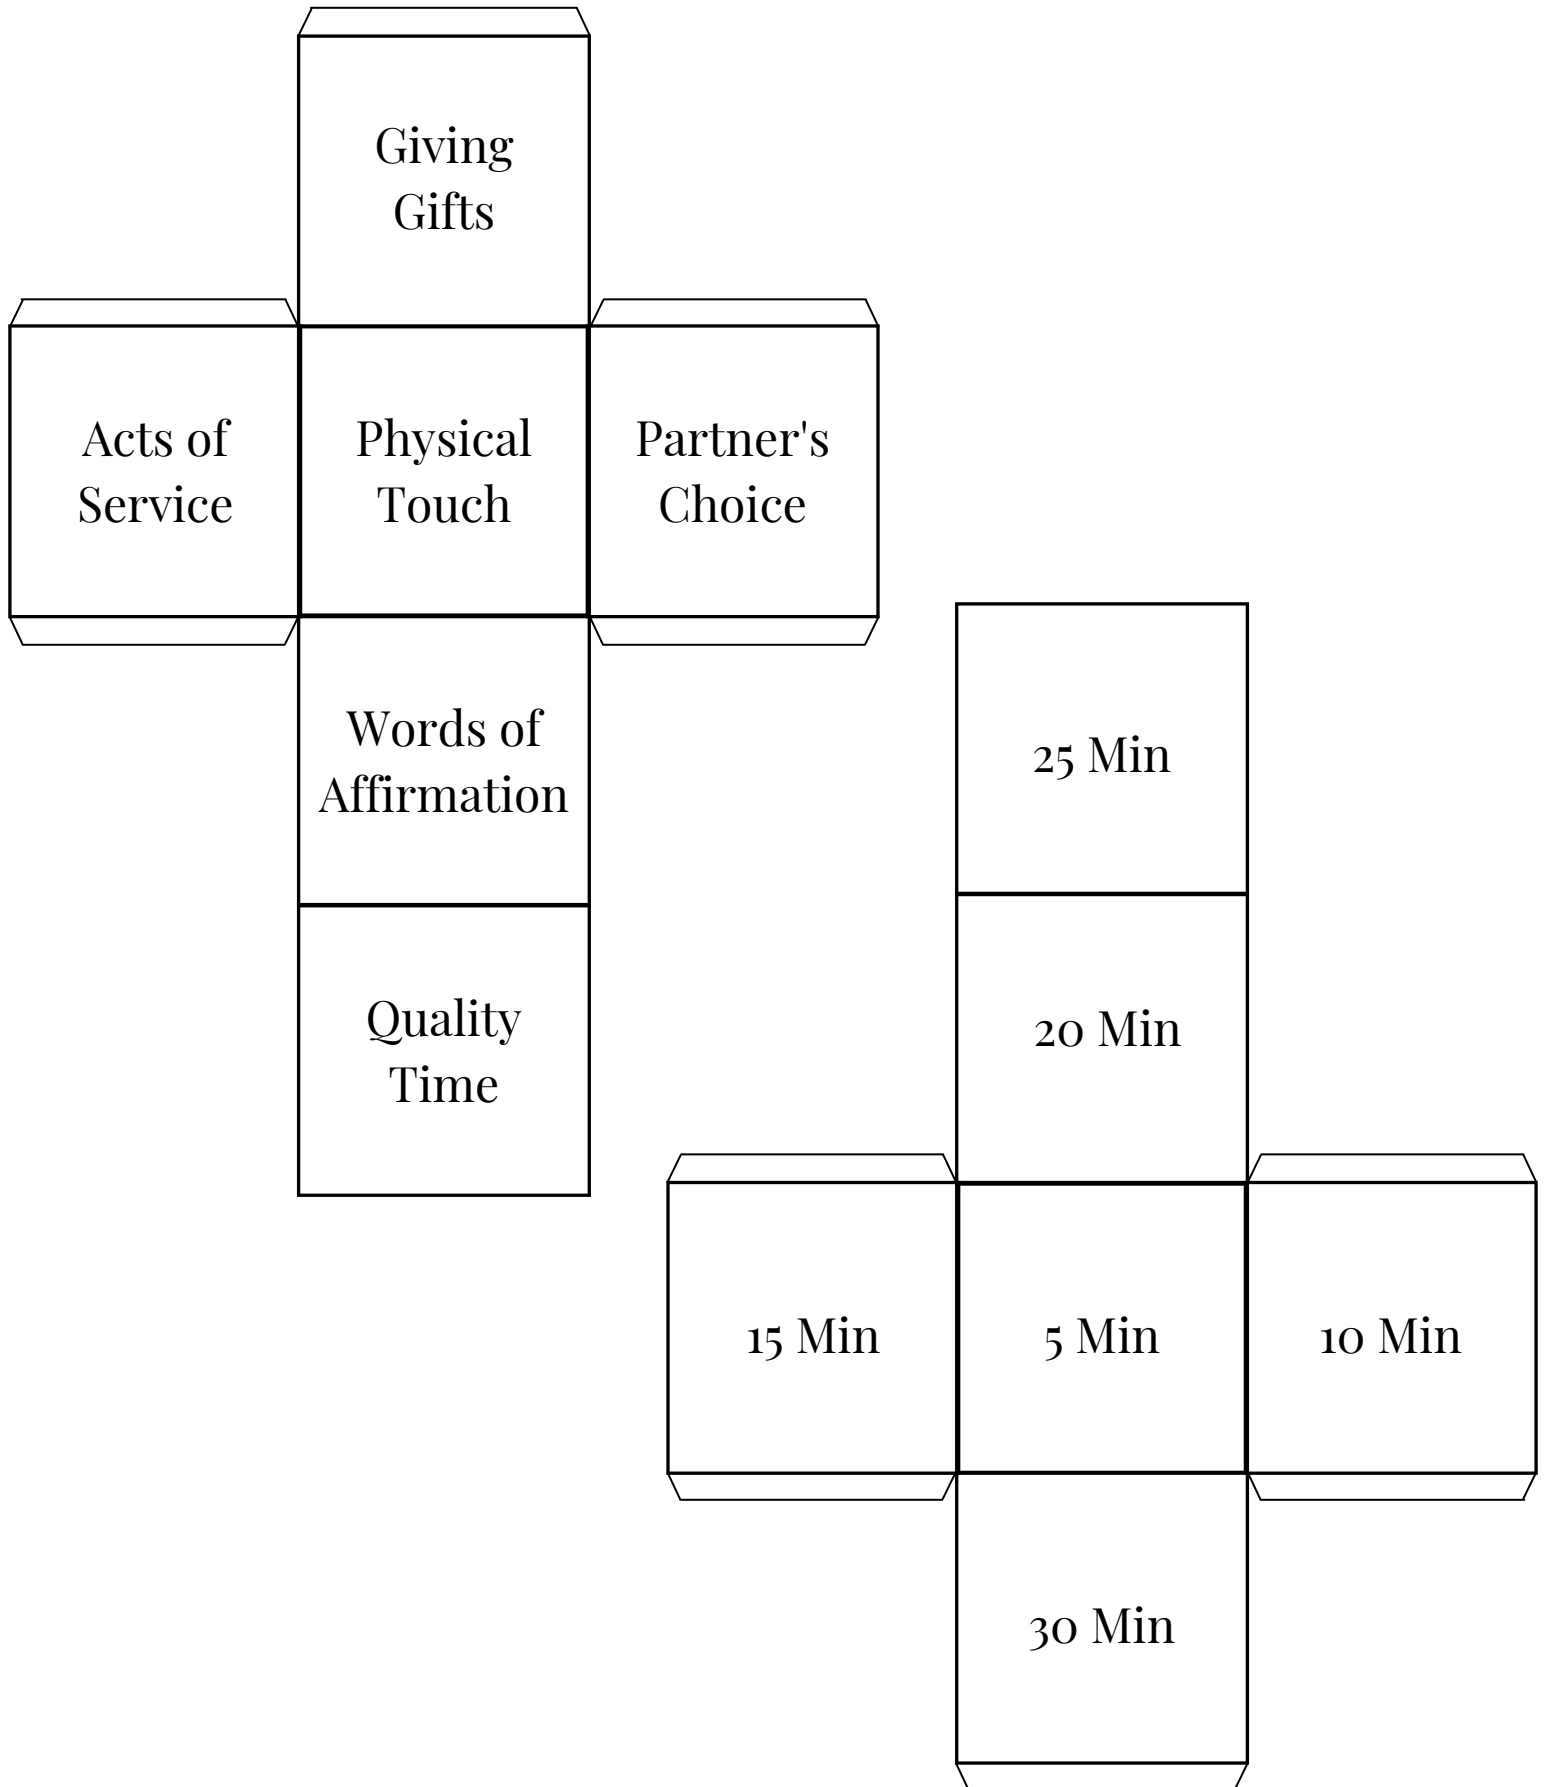 Giving
Gifts
Acts of
Service
Physical
Touch
Partner's
Choice
Words of
Affirmation
Quality
Time
25 Min
20 Min
15 Min
5 Min
10 Min
30 Min